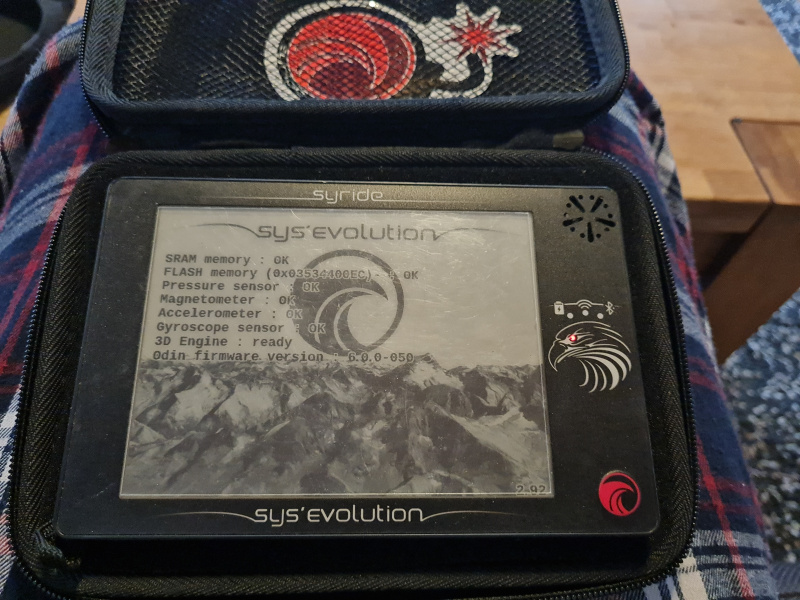 syride
sys'evolution
SRAM memory : OK
FLASH memory (0x03534400EC)- : OK
Pressure sensor : OK
Magnetometer : OK
Accelerometer : OK
Gyroscope sensor : OK
3D Engine : ready
Odin firmware version : 6.0.0-050
2-92
sys'evolution